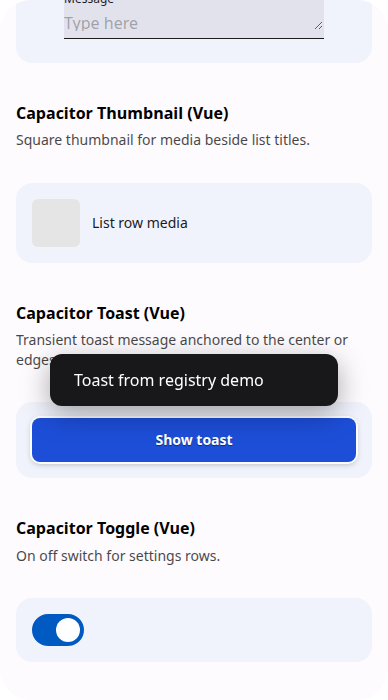 Message
Type here
Capacitor Thumbnail (Vue)
Square thumbnail for media beside list titles.
List row media
Capacitor Toast (Vue)
Transient toast message anchored to the center or
edges
Toast from registry demo
Show toast
Capacitor Toggle (Vue)
On off switch for settings rows.